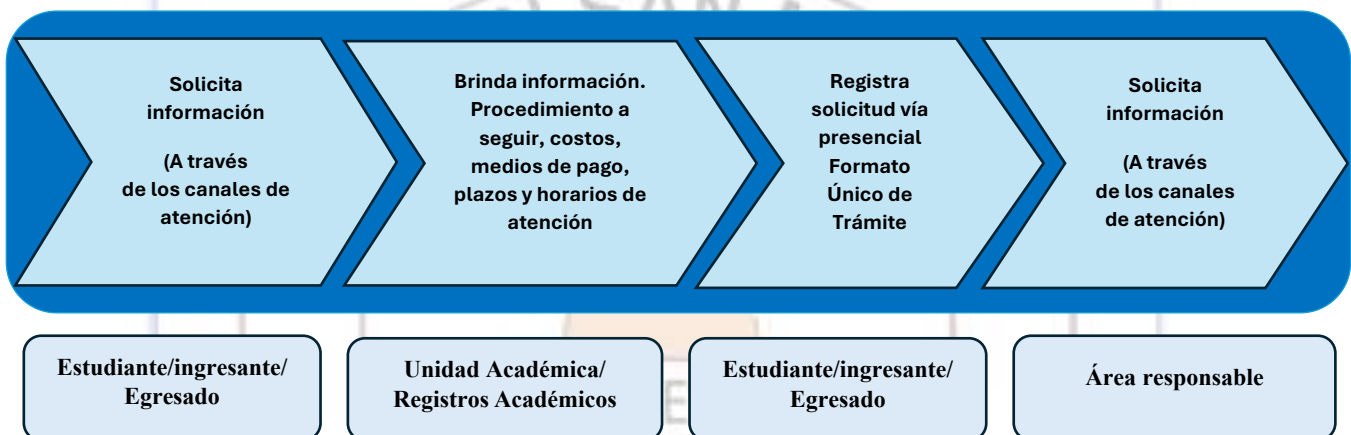 Solicita
información
(A través
de los canales de
atención)
Brinda información.
Procedimiento a
seguir, costos,
medios de pago,
plazos y horarios de
atención
Registra
solicitud vía
presencial
Formato
Único de
Trámite
Solicita
información
(A través
de los canales
de atención)
Estudiante/ingresante/
Egresado
Unidad Académica/
Registros Académicos
Estudiante/ingresante/
Egresado
Área responsable